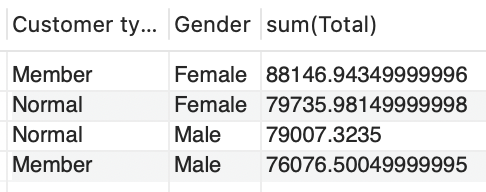 Customer ty... Gender sum(Total)
Member Female 88146.94349999996
Normal Female 79735.98149999998
Normal Male 79007.3235
Member Male 76076.50049999995